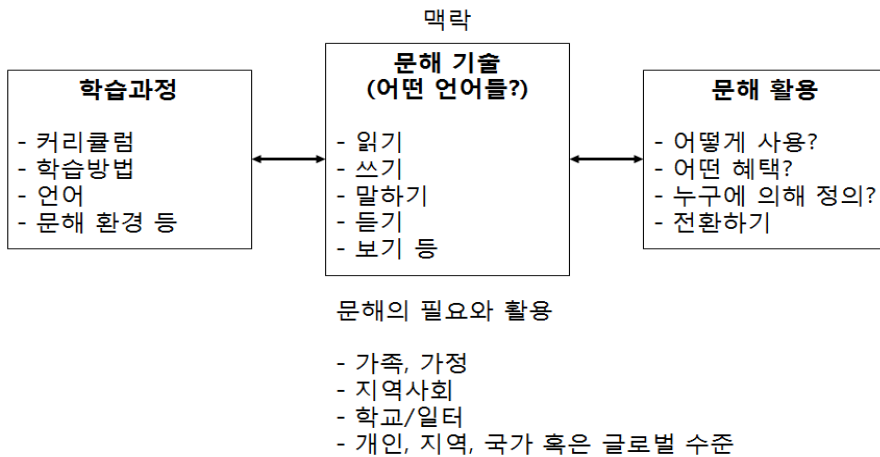 맥락
학습과정
- 커리큘럼
- 학습방법
- 언어
- 문해 환경 등
문해 기술
(어떤 언어들?)
- 읽기
- 쓰기
- 말하기
- 듣기
- 보기 등
문해 활용
- 어떻게 사용?
- 어떤 혜택?
- 누구에 의해 정의?
- 전환하기
문해의 필요와 활용
- 가족, 가정
- 지역사회
- 학교/일터
- 개인, 지역, 국가 혹은 글로벌 수준